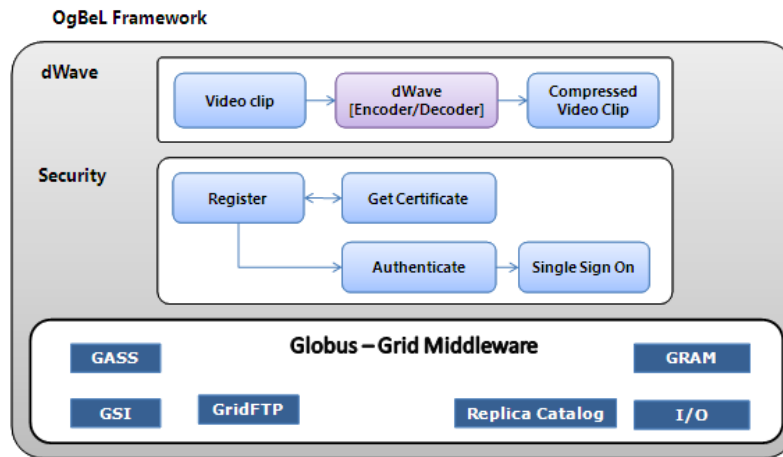 OgBeL Framework
dWave
Video clip
dWave
[Encoder/Decoder]
Compressed
Video Clip
Security
Register
Get Certificate
Authenticate
Single Sign On
Globus – Grid Middleware
GASS
GRAM
GSI
GridFTP
Replica Catalog
I/O